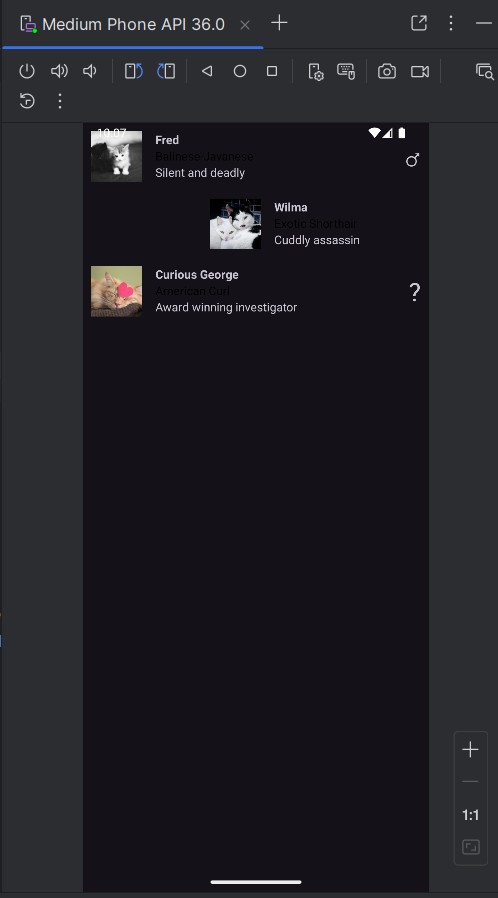 Medium Phone API 36.0
10:07
Fred
Balinese-Javanese
Silent and deadly
Wilma
Exotic Shorthair
Cuddly assassin
Curious George
American Curl
Award winning investigator
?
1:1